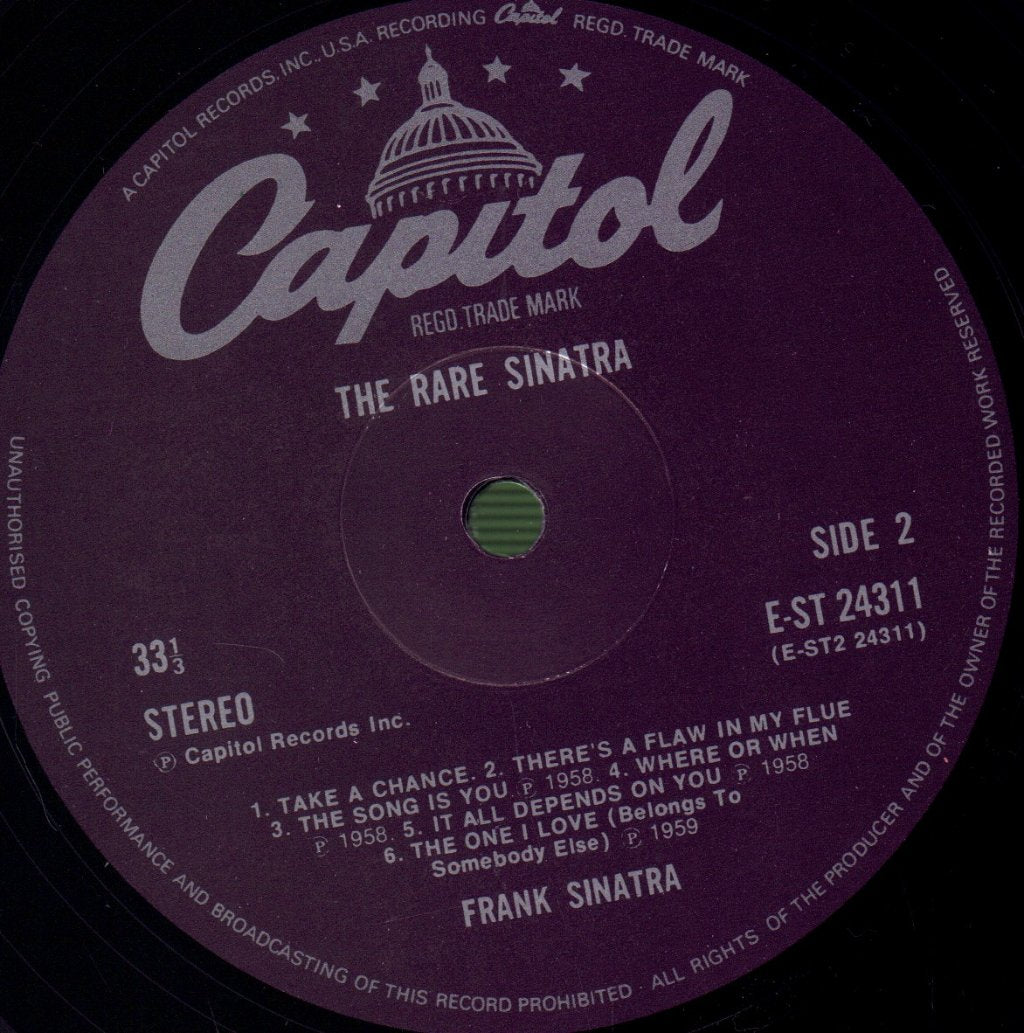 A CAPITOL RECORDS, INC., U.S.A. RECORDING Capitol REGD. TRADE MARK
Capitol
REGD. TRADE MARK
THE RARE SINATRA
SIDE 2
E-ST 24311
(E-ST2 24311)
33⅓
STEREO
Ⓟ Capitol Records Inc.
1. TAKE A CHANCE. 2. THERE'S A FLAW IN MY FLUE
3. THE SONG IS YOU Ⓟ 1958. 4. WHERE OR WHEN
Ⓟ 1958. 5. IT ALL DEPENDS ON YOU Ⓟ 1958
6. THE ONE I LOVE (Belongs To
Somebody Else) Ⓟ 1959
FRANK SINATRA
UNAUTHORISED COPYING PUBLIC PERFORMANCE AND BROADCASTING OF THIS RECORD PROHIBITED · ALL RIGHTS OF THE PRODUCER AND OF THE OWNER OF THE RECORDED WORK RESERVED